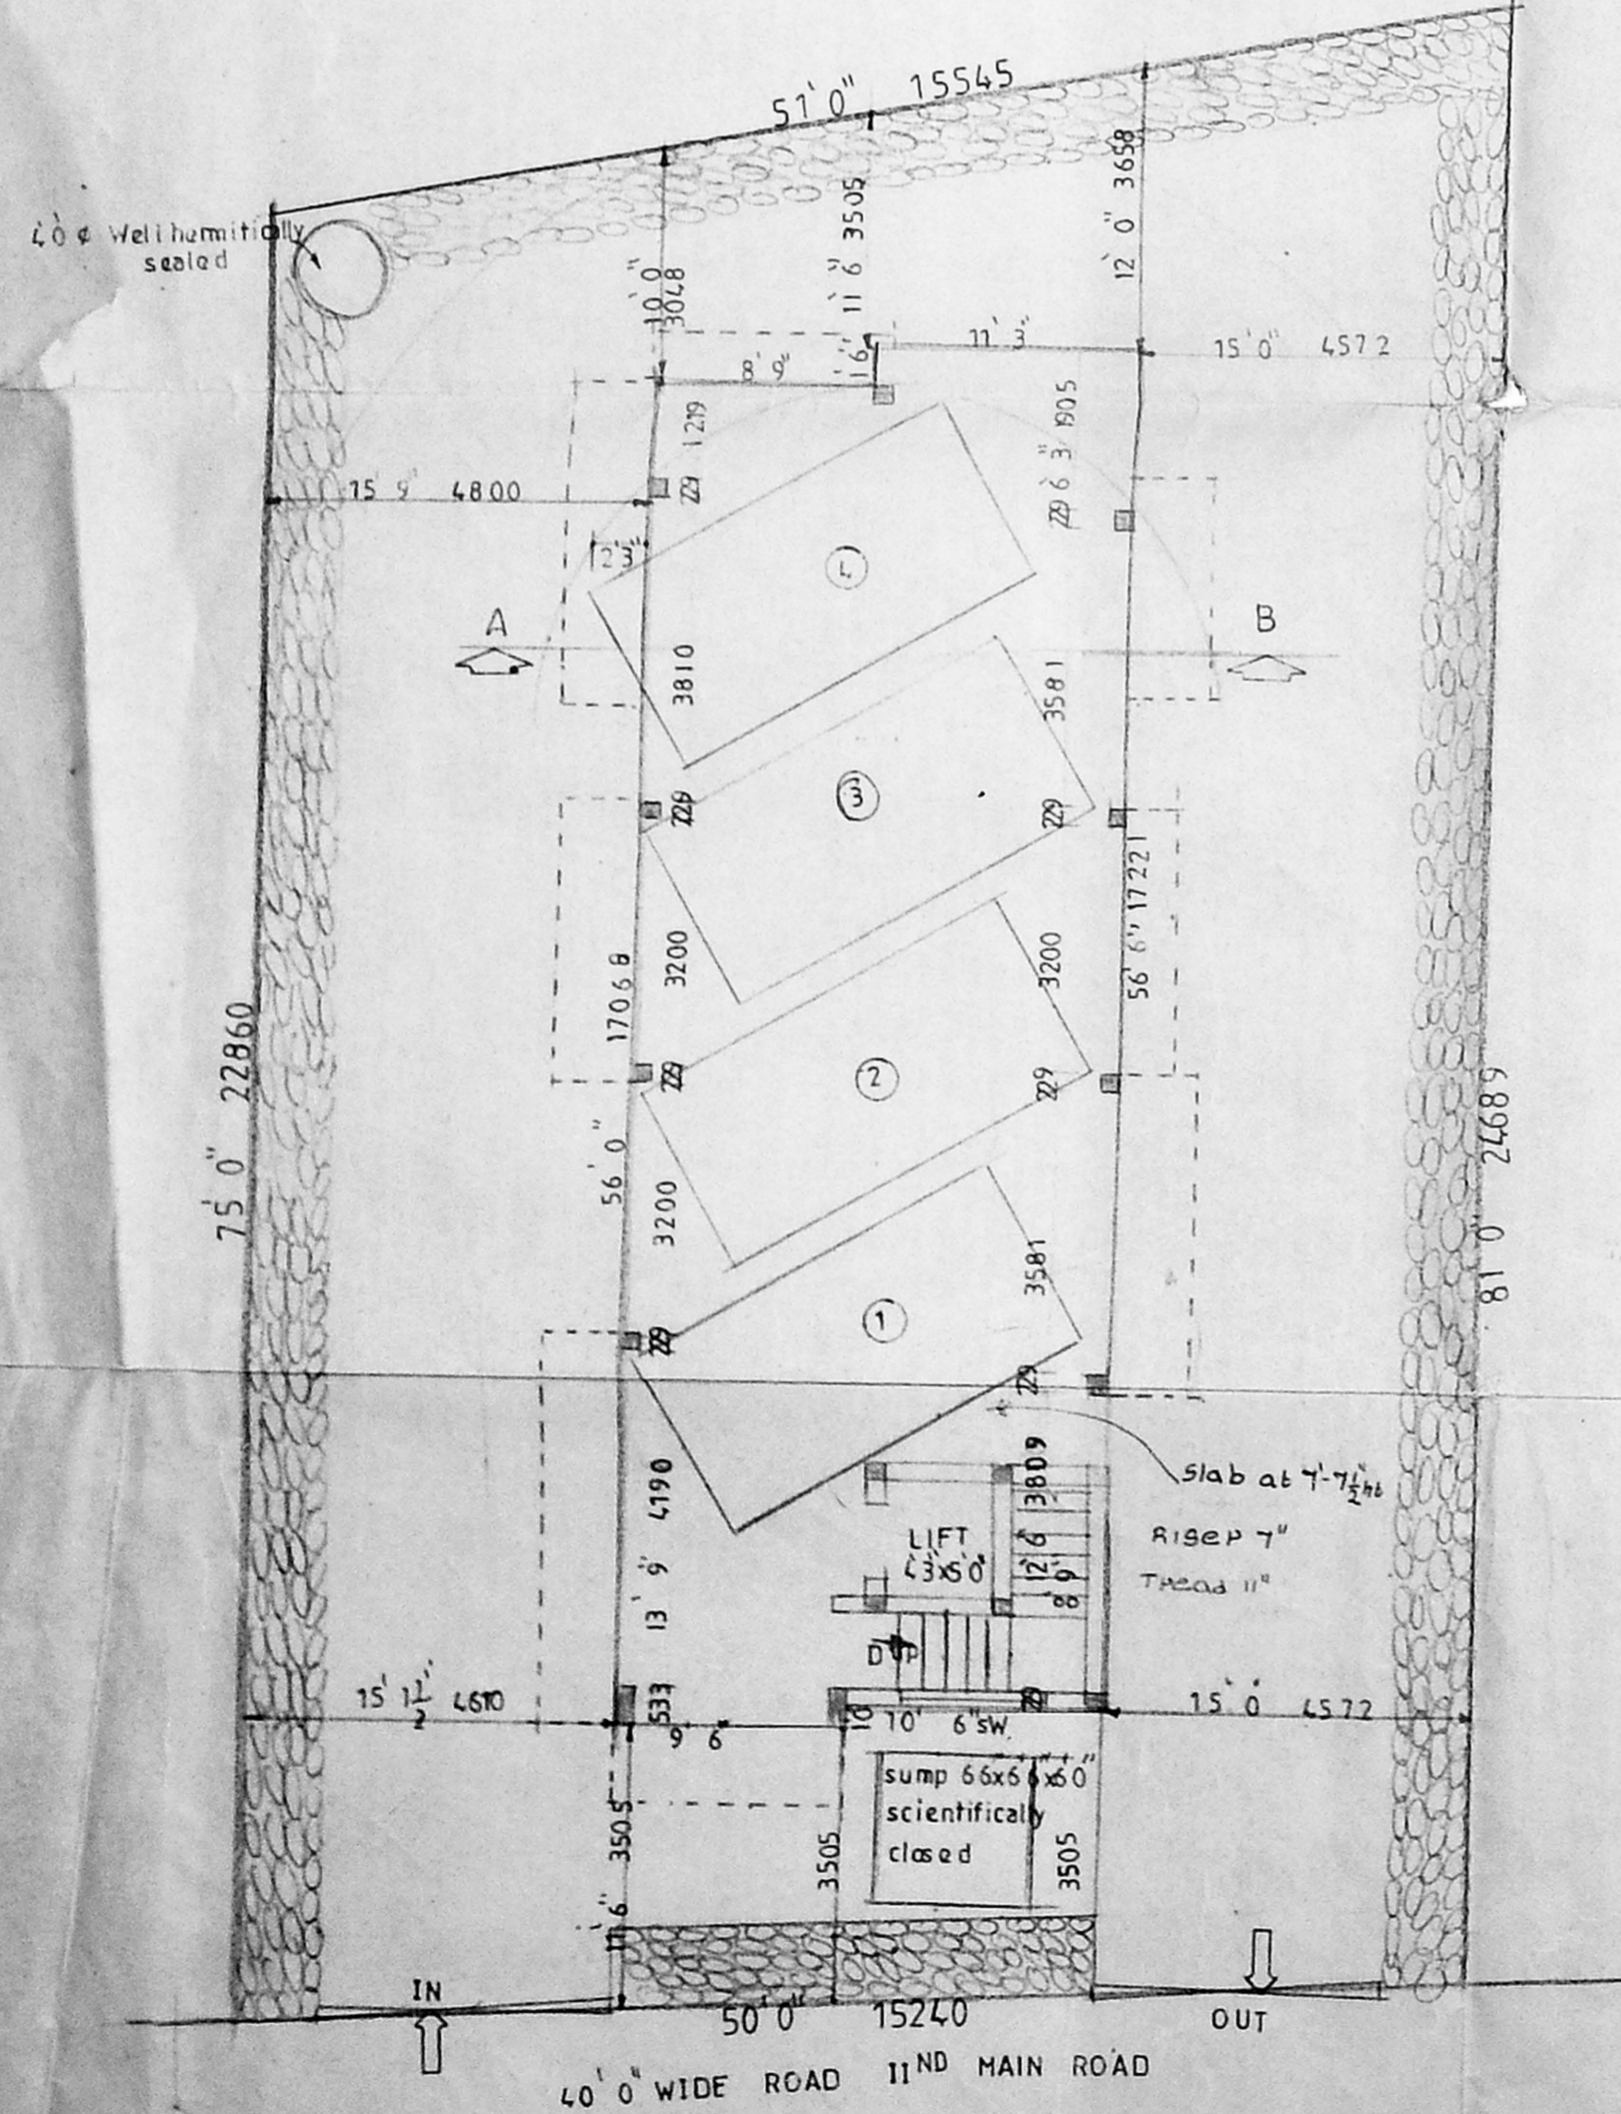 51' 0" 15545
40 ¢ Well hermitically
sealed
10' 0"
3048
11' 6" 3505
12' 0" 3658
8' 9"
1' 6"
11' 3"
15' 0" 4572
1219
229
6' 3" 1905
229
15' 9" 4800
2'3"
4
A
B
3810
3581
3
229
229
56' 6" 17221
17068
56' 0"
3200
3200
75' 0" 22860
81' 0" 24689
2
229
229
3200
3581
1
229
229
4190
13' 9"
3809
12' 6"
8' 9"
Slab at 7'-7½" ht
Riser 7"
Tread 11"
LIFT
4'3"x5'0"
D UP
15' 1½" 4610
533
9' 6"
10' 6"SW.
15' 0" 4572
sump 66x66x60"
scientifically
closed
3505
11' 6"
3505
3505
IN
50' 0" 15240
OUT
40' 0" WIDE ROAD IIND MAIN ROAD